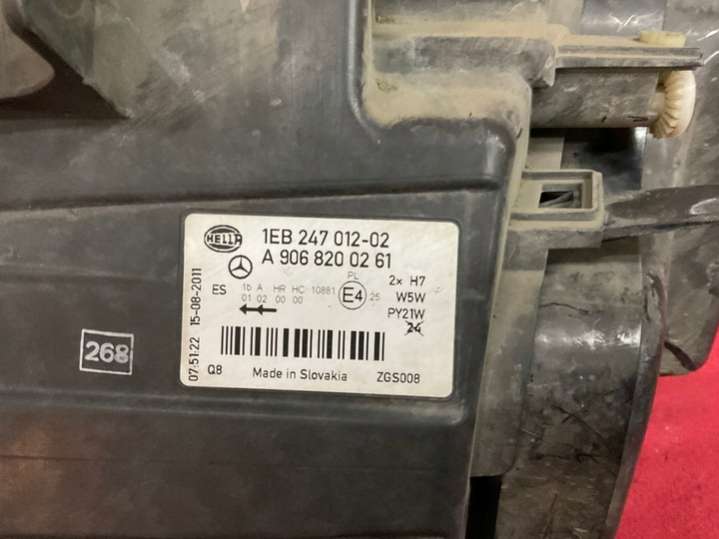 HELLA
1EB 247 012-02
A 906 820 02 61
ES
1b A HR HC 10881
01 02 00 00
PL
E4
25
2x H7
W5W
PY21W
24
07:51:22 15-08-2011
Q8 Made in Slovakia ZGS008
268